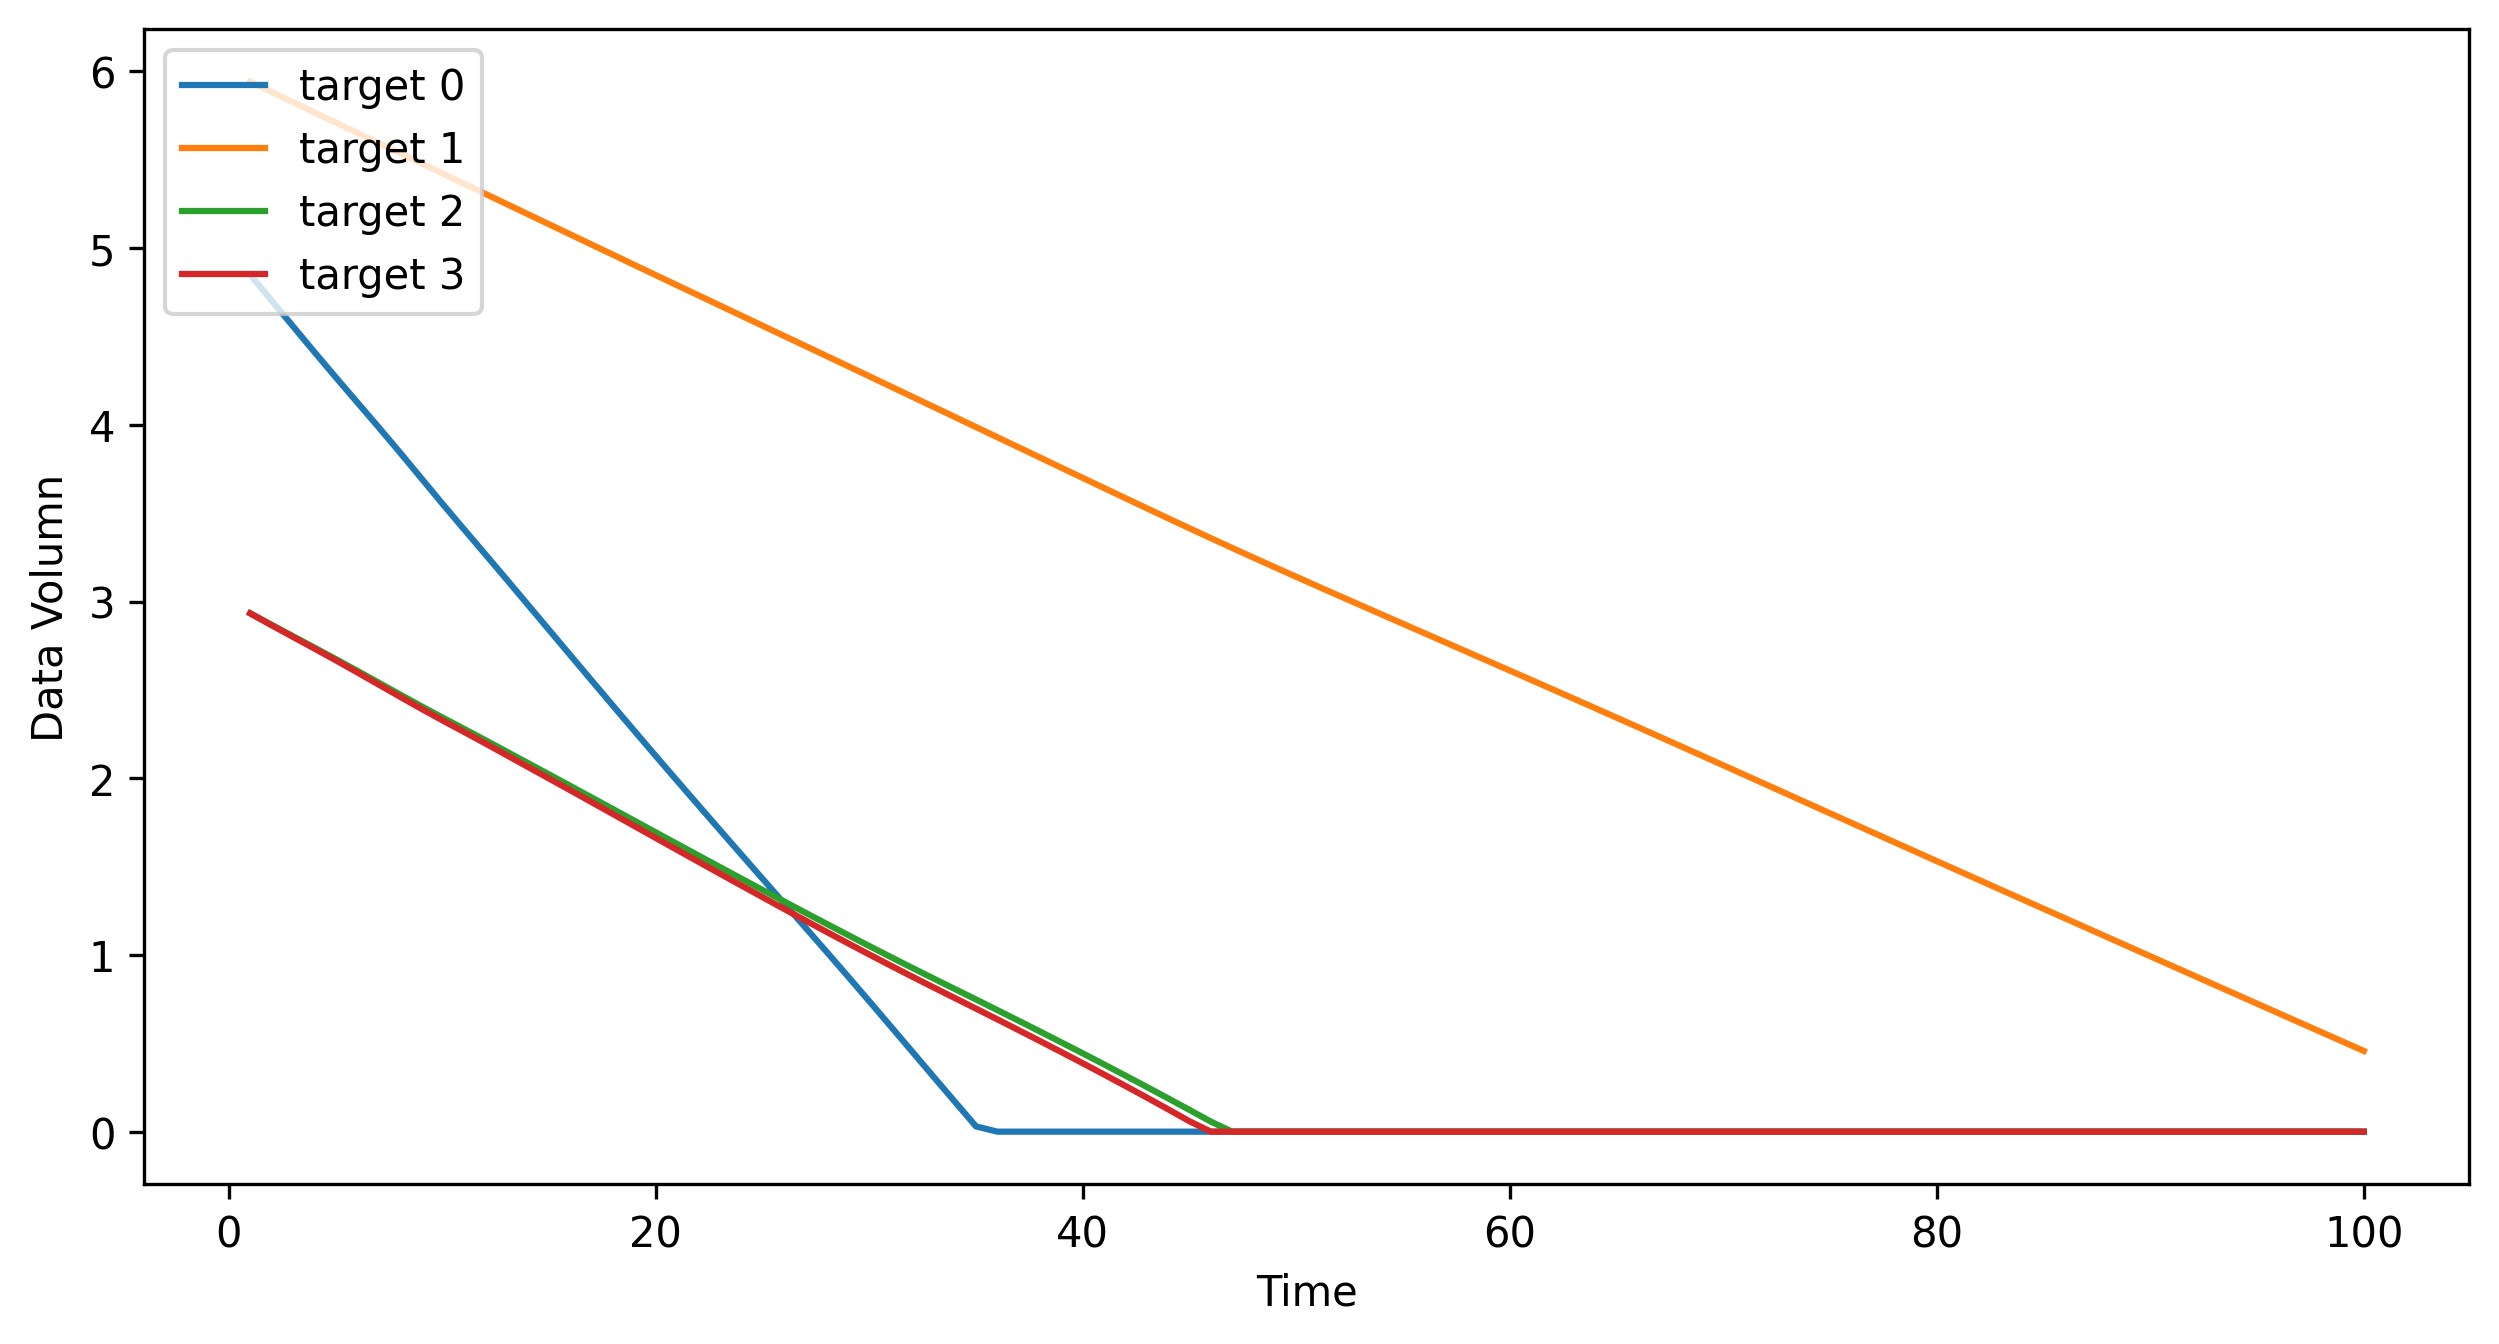 target 0
target 1
target 2
target 3
6
5
4
3
2
1
0
Data Volumn
0 20 40 60 80 100
Time